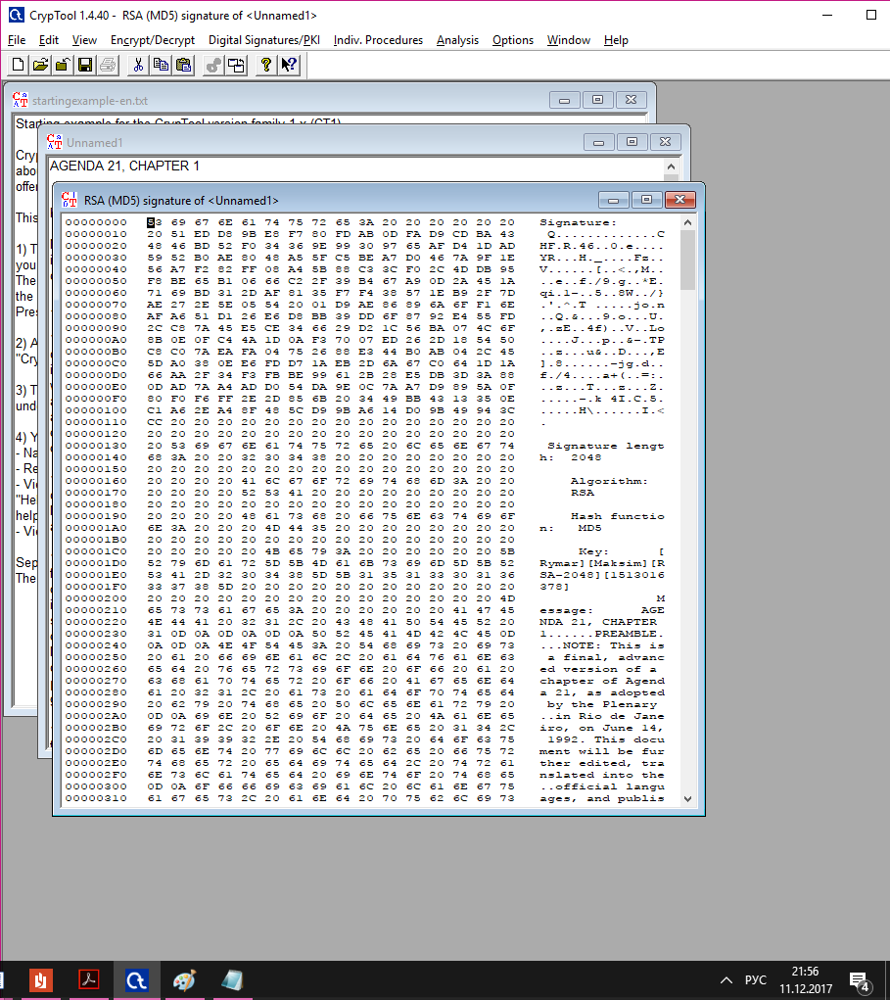 CrypTool 1.4.40 - RSA (MD5) signature of <Unnamed1>
File Edit View Encrypt/Decrypt Digital Signatures/PKI Indiv. Procedures Analysis Options Window Help
startingexample-en.txt
Starting example for the CrypTool version family 1.x (CT1)
Unnamed1
AGENDA 21, CHAPTER 1
RSA (MD5) signature of <Unnamed1>
00000000 53 69 67 6E 61 74 75 72 65 3A 20 20 20 20 20 20 Signature:
00000010 20 51 ED D8 9B E8 F7 80 FD AB 0D FA D9 CD BA 43 Q.............C
00000020 48 46 BD 52 F0 34 36 9E 99 30 97 65 AF D4 1D AD HF.R.46..0.e....
00000030 59 52 B0 AE 80 48 A5 5F C5 BE A7 D0 46 7A 9F 1E YR...H._....Fz..
00000040 56 A7 F2 82 FF 08 A4 5B 88 C3 3C F0 2C 4D DB 95 V......[..<.,M..
00000050 F8 BE 65 B1 06 66 C2 2F 39 B4 67 A9 0D 2A 45 1A ..e..f./9.g..*E.
00000060 71 69 BD 31 2D AF 81 35 F7 F4 38 57 1E B9 2F 7D qi.1-..5..8W../}
00000070 AE 27 2E 5E 05 54 20 01 D9 AE 86 89 6A 6F F1 6E .'.^.T .....jo.n
00000080 AF A6 51 D1 26 E6 D8 BB 39 DD 6F 87 92 E4 55 FD ..Q.&...9.o...U.
00000090 2C C8 7A 45 E5 CE 34 66 29 D2 1C 56 BA 07 4C 6F ,.zE..4f)..V..Lo
000000A0 8B 0E 0F C4 4A 1D 0A F3 70 07 ED 26 2D 18 54 50 ....J...p..&-.TP
000000B0 C8 C0 7A EA FA 04 75 26 88 E3 44 B0 AB 04 2C 45 ..z...u&..D...,E
000000C0 5D A0 38 0E E6 FD D7 1A EB 2D 6A 67 C0 64 1D 1A ].8......-jg.d..
000000D0 66 AA 2F 34 F3 FB BE 99 61 2B 28 E5 DB 3D 3A 88 f./4....a+(..=:.
000000E0 0D AD 7A A4 AD D0 54 DA 9E 0C 7A A7 D9 89 5A 0F ..z...T...z...Z.
000000F0 80 F0 F6 FF 2E 2D 85 6B 20 34 49 BB 43 13 35 0E .....-.k 4I.C.5.
00000100 C1 A6 2E A4 8F 48 5C D9 9B A6 14 D0 9B 49 94 3C .....H\......I.<
00000110 CC 20 20 20 20 20 20 20 20 20 20 20 20 20 20 20 .
00000120 20 20 20 20 20 20 20 20 20 20 20 20 20 20 20 20
00000130 20 53 69 67 6E 61 74 75 72 65 20 6C 65 6E 67 74 Signature lengt
00000140 68 3A 20 20 32 30 34 38 20 20 20 20 20 20 20 20 h: 2048
00000150 20 20 20 20 20 20 20 20 20 20 20 20 20 20 20 20
00000160 20 20 20 20 41 6C 67 6F 72 69 74 68 6D 3A 20 20 Algorithm:
00000170 20 20 20 20 52 53 41 20 20 20 20 20 20 20 20 20 RSA
00000180 20 20 20 20 20 20 20 20 20 20 20 20 20 20 20 20
00000190 20 20 20 20 48 61 73 68 20 66 75 6E 63 74 69 6F Hash functio
000001A0 6E 3A 20 20 20 4D 44 35 20 20 20 20 20 20 20 20 n: MD5
000001B0 20 20 20 20 20 20 20 20 20 20 20 20 20 20 20 20
000001C0 20 20 20 20 20 4B 65 79 3A 20 20 20 20 20 20 5B Key: [
000001D0 52 79 6D 61 72 5D 5B 4D 61 6B 73 69 6D 5D 5B 52 Rymar][Maksim][R
000001E0 53 41 2D 32 30 34 38 5D 5B 31 35 31 33 30 31 36 SA-2048][1513016
000001F0 33 37 38 5D 20 20 20 20 20 20 20 20 20 20 20 20 378]
00000200 20 20 20 20 20 20 20 20 20 20 20 20 20 20 20 4D M
00000210 65 73 73 61 67 65 3A 20 20 20 20 20 20 41 47 45 essage: AGE
00000220 4E 44 41 20 32 31 2C 20 43 48 41 50 54 45 52 20 NDA 21, CHAPTER
00000230 31 0D 0A 0D 0A 0D 0A 50 52 45 41 4D 42 4C 45 0D 1......PREAMBLE.
00000240 0A 0D 0A 4E 4F 54 45 3A 20 54 68 69 73 20 69 73 ...NOTE: This is
00000250 20 61 20 66 69 6E 61 6C 2C 20 61 64 76 61 6E 63 a final, advanc
00000260 65 64 20 76 65 72 73 69 6F 6E 20 6F 66 20 61 20 ed version of a
00000270 63 68 61 70 74 65 72 20 6F 66 20 41 67 65 6E 64 chapter of Agend
00000280 61 20 32 31 2C 20 61 73 20 61 64 6F 70 74 65 64 a 21, as adopted
00000290 20 62 79 20 74 68 65 20 50 6C 65 6E 61 72 79 20 by the Plenary
000002A0 0D 0A 69 6E 20 52 69 6F 20 64 65 20 4A 61 6E 65 ..in Rio de Jane
000002B0 69 72 6F 2C 20 6F 6E 20 4A 75 6E 65 20 31 34 2C iro, on June 14,
000002C0 20 31 39 39 32 2E 20 54 68 69 73 20 64 6F 63 75 1992. This docu
000002D0 6D 65 6E 74 20 77 69 6C 6C 20 62 65 20 66 75 72 ment will be fur
000002E0 74 68 65 72 20 65 64 69 74 65 64 2C 20 74 72 61 ther edited, tra
000002F0 6E 73 6C 61 74 65 64 20 69 6E 74 6F 20 74 68 65 nslated into the
00000300 0D 0A 6F 66 66 69 63 69 61 6C 20 6C 61 6E 67 75 ..official langu
00000310 61 67 65 73 2C 20 61 6E 64 20 70 75 62 6C 69 73 ages, and publis
РУС
21:56
11.12.2017
4